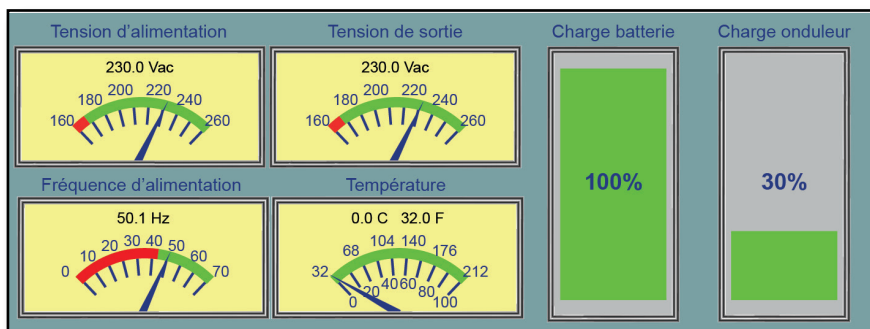 Tension d'alimentation
230.0 Vac
160 180 200 220 240 260
Tension de sortie
230.0 Vac
160 180 200 220 240 260
Charge batterie
100%
Charge onduleur
30%
Fréquence d'alimentation
50.1 Hz
0 10 20 30 40 50 60 70
Température
0.0 C 32.0 F
32 68 104 140 176 212
0 20 40 60 80 100